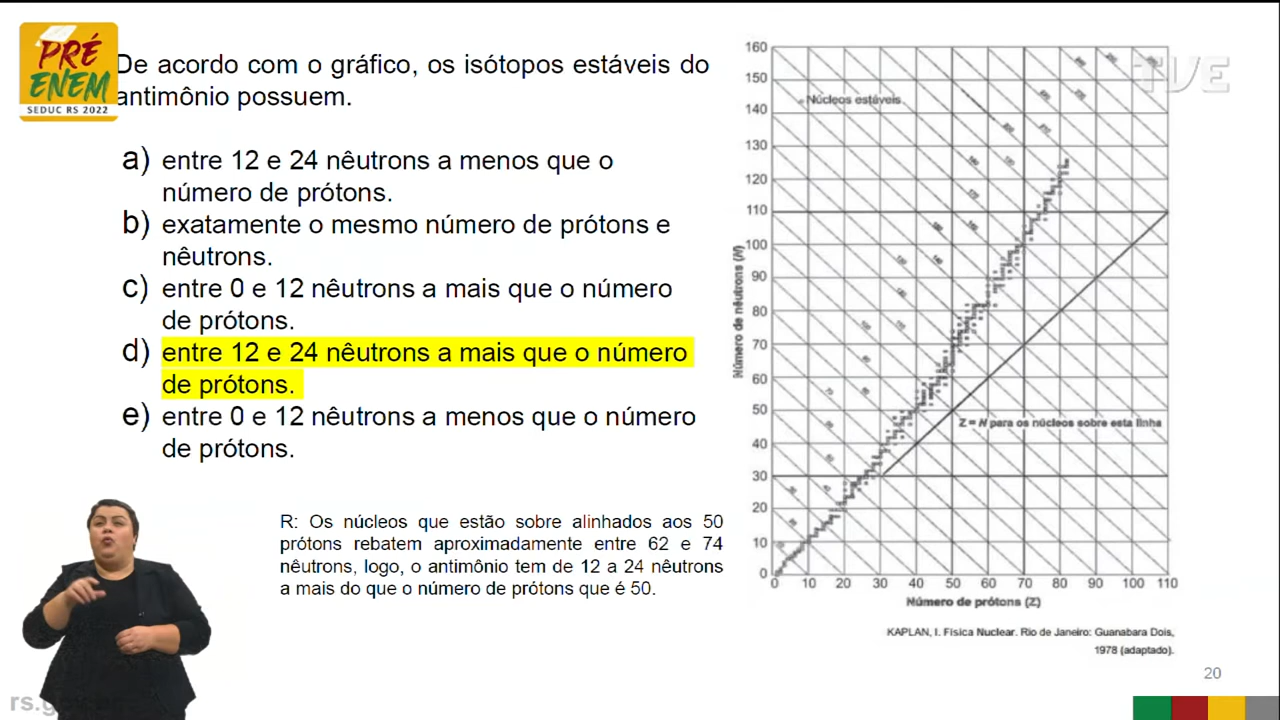 PRÉ
ENEM
SEDUC RS 2022
De acordo com o gráfico, os isótopos estáveis do
antimônio possuem.
a) entre 12 e 24 nêutrons a menos que o
número de prótons.
b) exatamente o mesmo número de prótons e
nêutrons.
c) entre 0 e 12 nêutrons a mais que o número
de prótons.
d) entre 12 e 24 nêutrons a mais que o número
de prótons.
e) entre 0 e 12 nêutrons a menos que o número
de prótons.
R: Os núcleos que estão sobre alinhados aos 50
prótons rebatem aproximadamente entre 62 e 74
nêutrons, logo, o antimônio tem de 12 a 24 nêutrons
a mais do que o número de prótons que é 50.
TVE
160
150
140
130
120
110
100
90
80
70
60
50
40
30
20
10
0
Número de nêutrons (N)
Núcleos estáveis
Z = N para os núcleos sobre esta linha
0 10 20 30 40 50 60 70 80 90 100 110
Número de prótons (Z)
KAPLAN, I. Física Nuclear. Rio de Janeiro: Guanabara Dois,
1978 (adaptado).
20